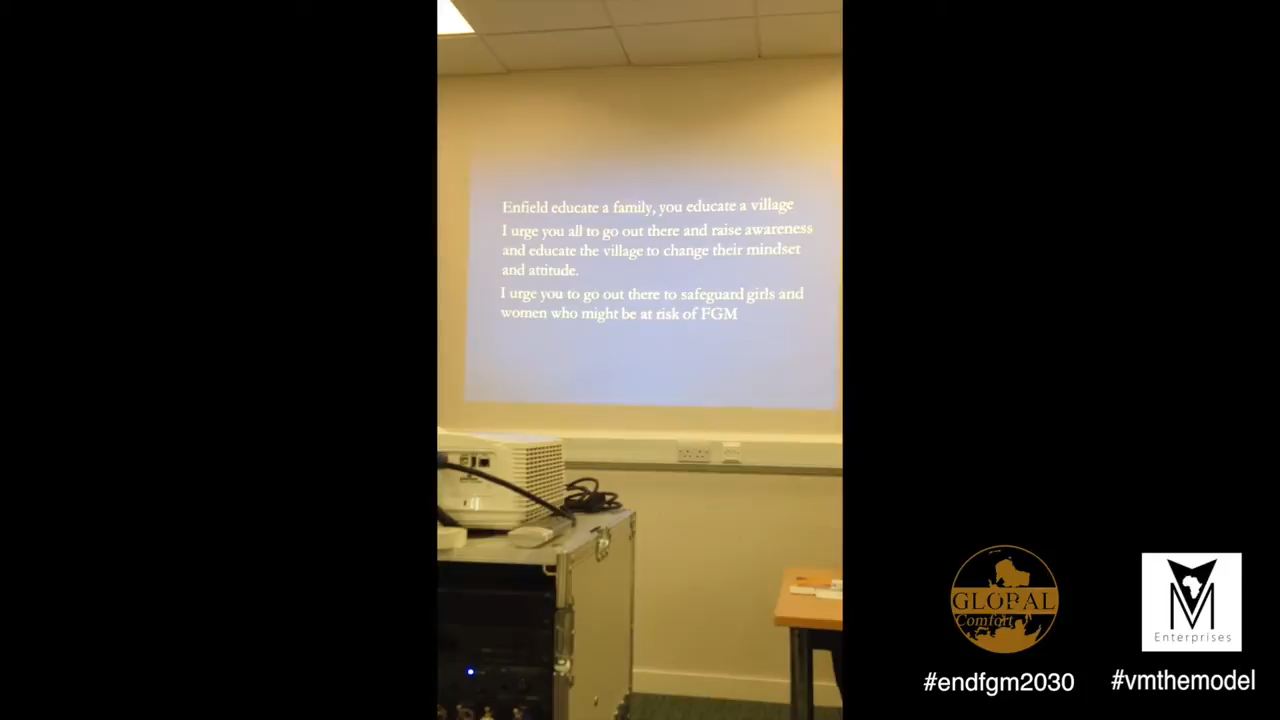 Enfield educate a family, you educate a village
I urge you all to go out there and raise awareness
and educate the village to change their mindset
and attitude.
I urge you to go out there to safeguard girls and
women who might be at risk of FGM
GLOBAL
Comfort
#endfgm2030
VM
Enterprises
#vmthemodel